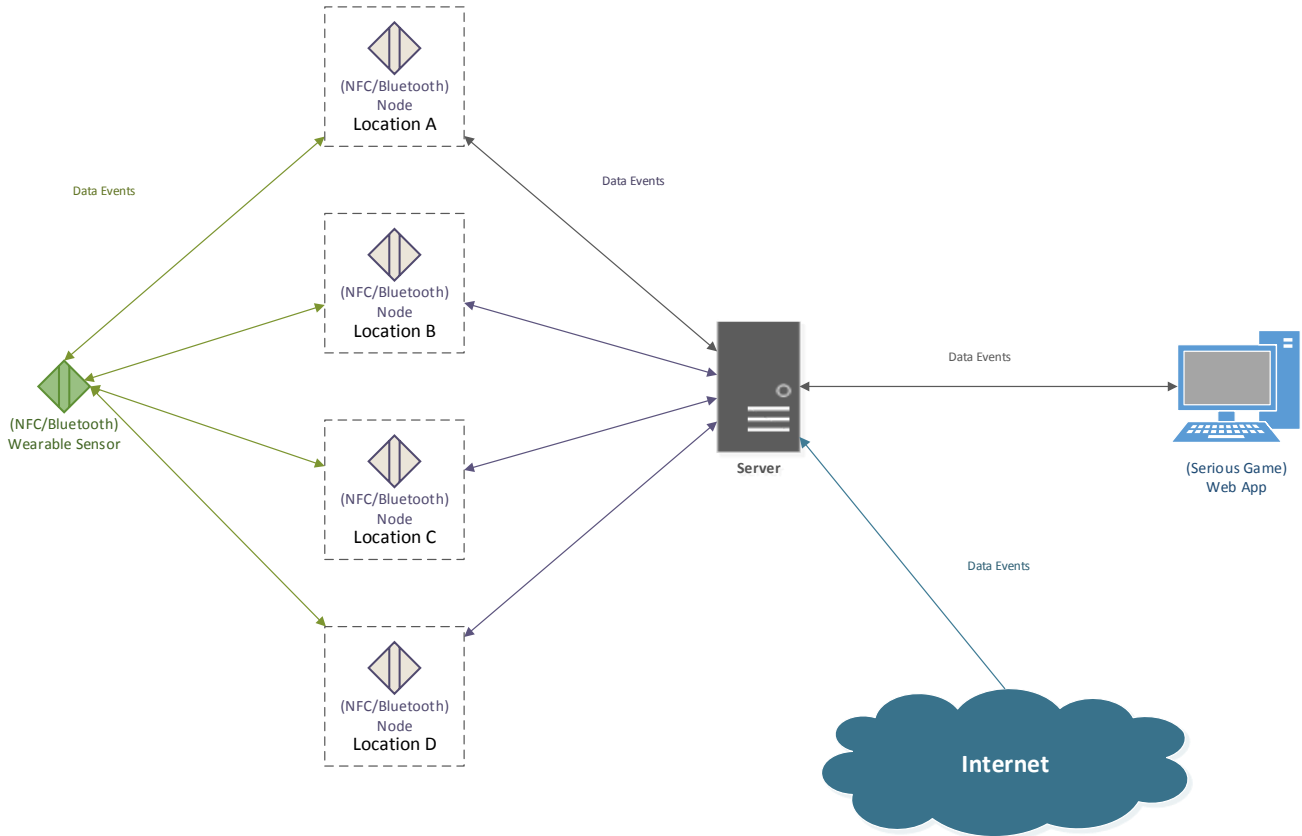 (NFC/Bluetooth)
Node
Location A
Data Events
Data Events
(NFC/Bluetooth)
Node
Location B
(NFC/Bluetooth)
Wearable Sensor
Data Events
Server
(Serious Game)
Web App
(NFC/Bluetooth)
Node
Location C
Data Events
(NFC/Bluetooth)
Node
Location D
Internet